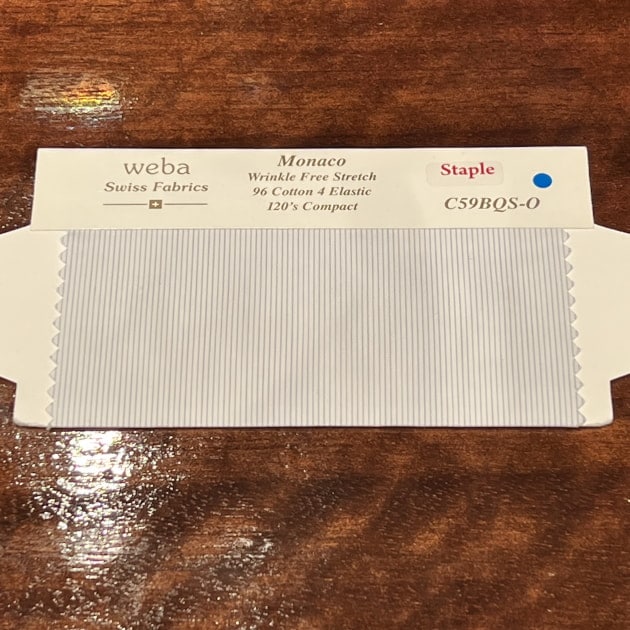 weba
Swiss Fabrics
Monaco
Wrinkle Free Stretch
96 Cotton 4 Elastic
120's Compact
Staple
C59BQS-O